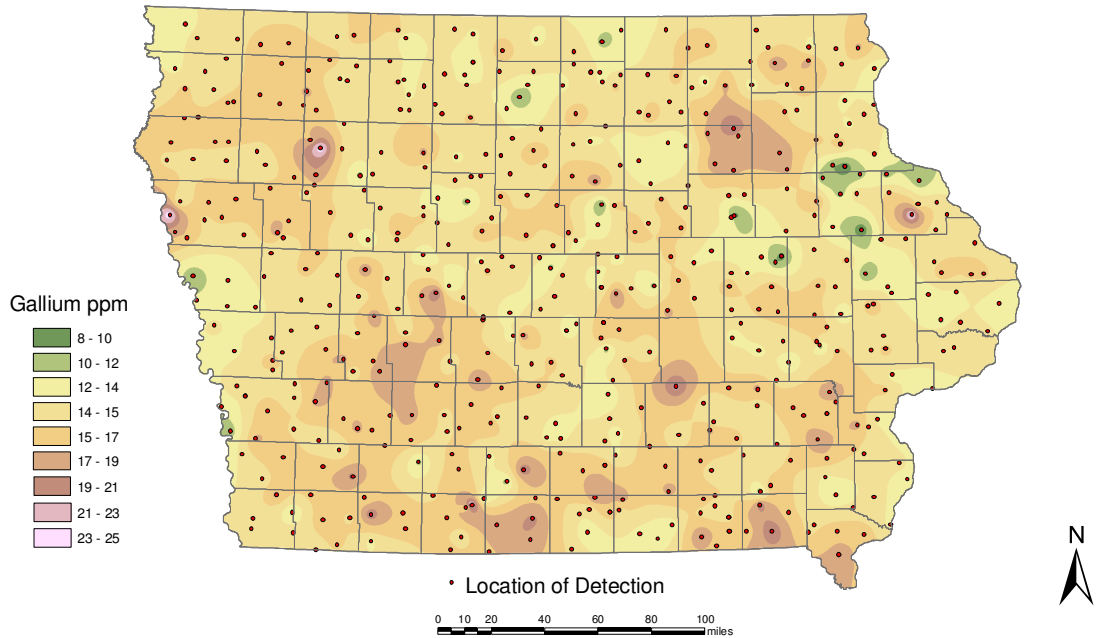 Gallium ppm
8 - 10
10 - 12
12 - 14
14 - 15
15 - 17
17 - 19
19 - 21
21 - 23
23 - 25
Location of Detection
0 10 20 40 60 80 100
miles
N